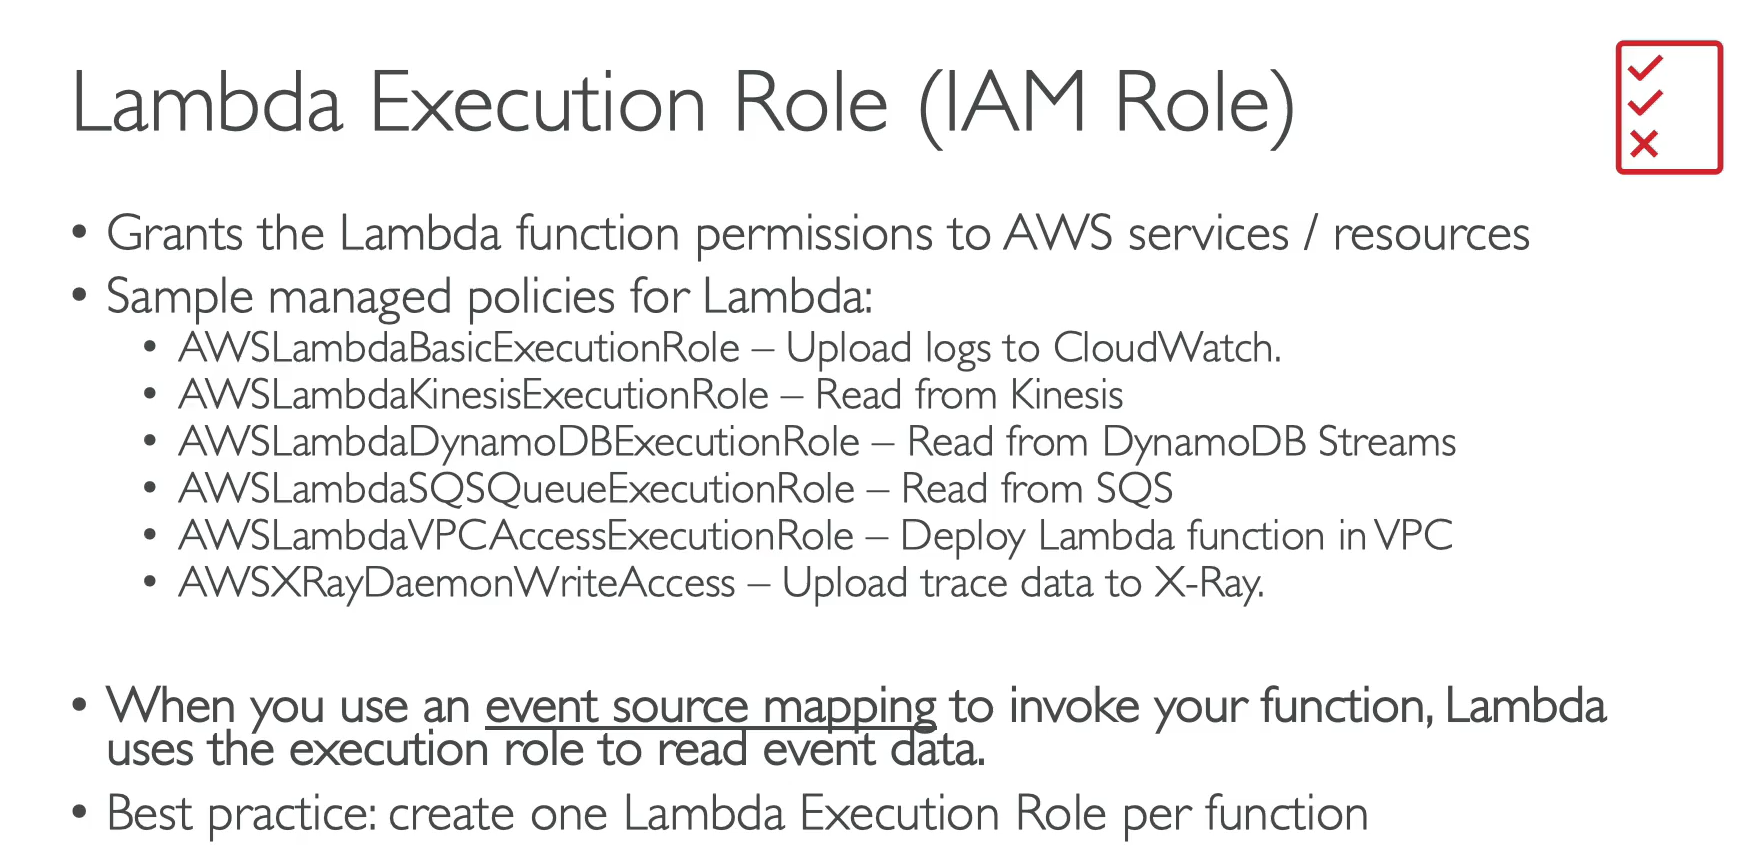 Lambda Execution Role (IAM Role)
• Grants the Lambda function permissions to AWS services / resources
• Sample managed policies for Lambda:
• AWSLambdaBasicExecutionRole – Upload logs to CloudWatch.
• AWSLambdaKinesisExecutionRole – Read from Kinesis
• AWSLambdaDynamoDBExecutionRole – Read from DynamoDB Streams
• AWSLambdaSQSQueueExecutionRole – Read from SQS
• AWSLambdaVPCAccessExecutionRole – Deploy Lambda function in VPC
• AWSXRayDaemonWriteAccess – Upload trace data to X-Ray.
• When you use an event source mapping to invoke your function, Lambda
uses the execution role to read event data.
• Best practice: create one Lambda Execution Role per function